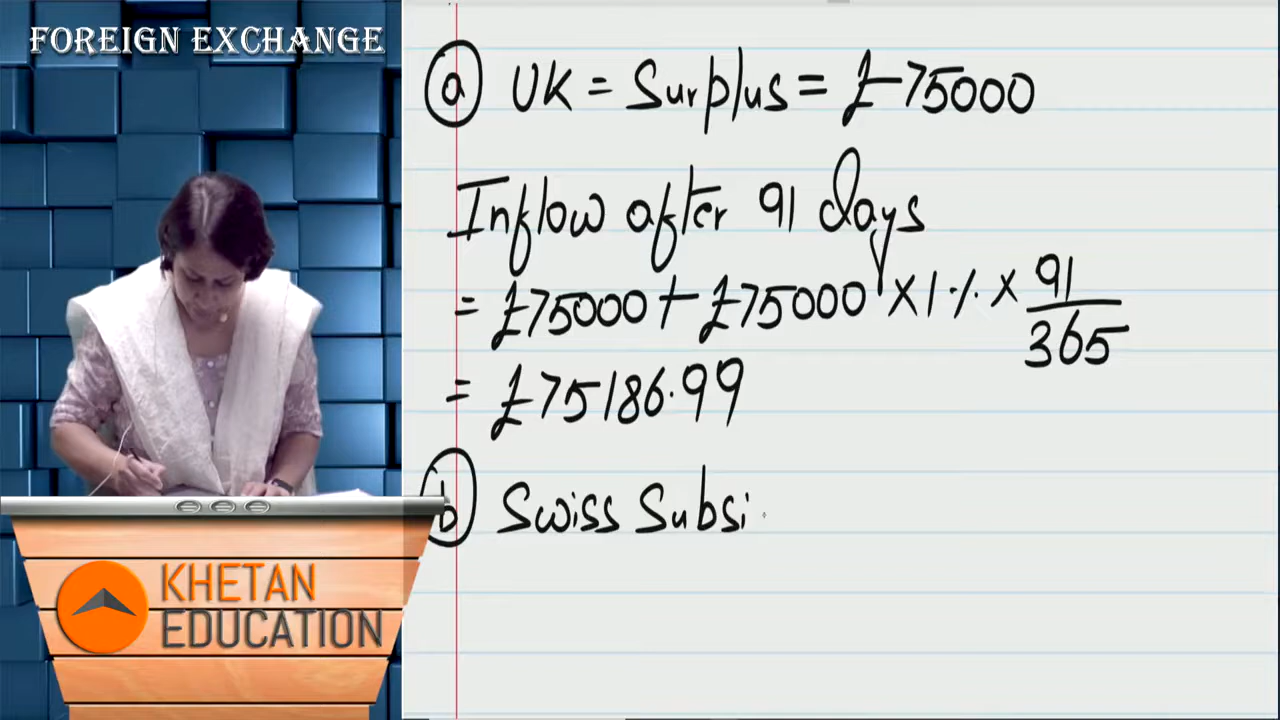 FOREIGN EXCHANGE
(a) UK = Surplus = £75000
Inflow after 91 days
= £75000 + £75000 × 1% × 91/365
= £75186.99
(b) Swiss Subsi
KHETAN
EDUCATION